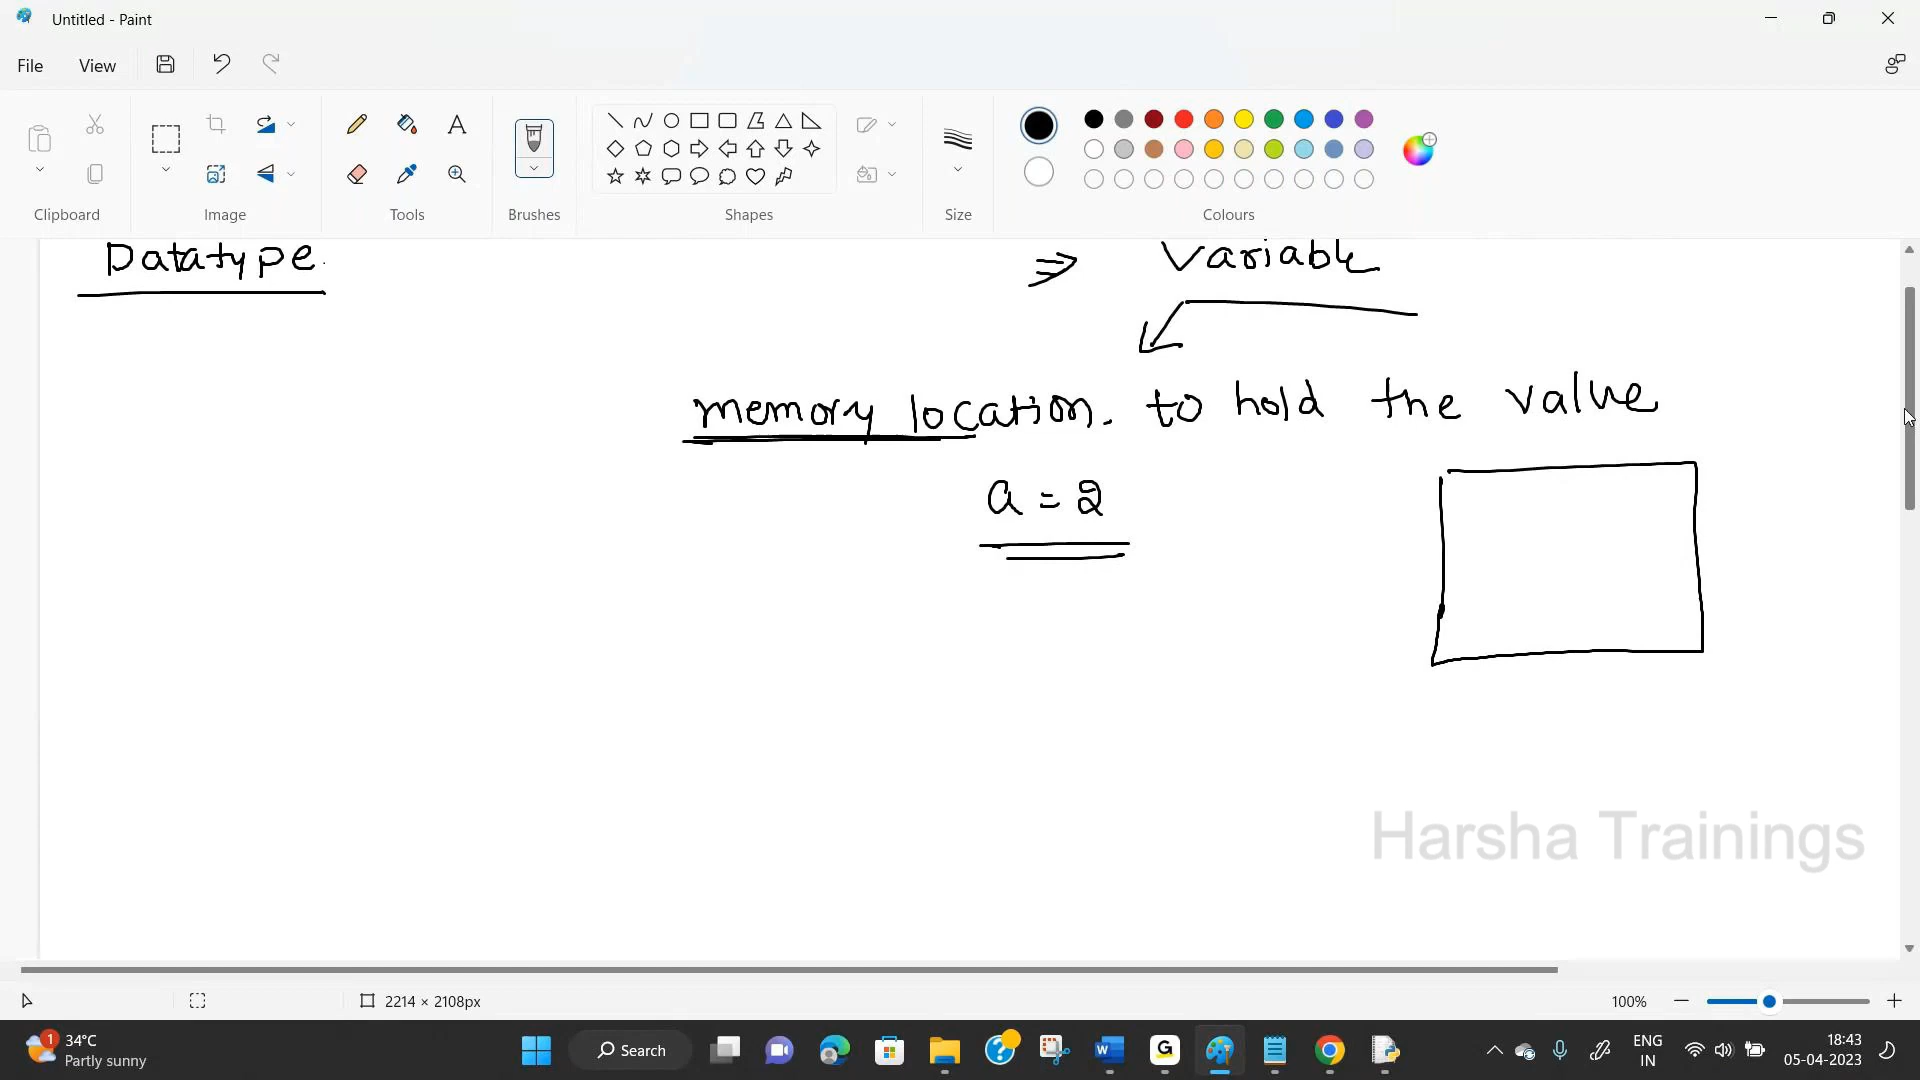 Untitled - Paint
File View
Clipboard Image Tools Brushes Shapes Size Colours
Datatype.
Variable
memory location. to hold the value
a = 2
Harsha Trainings
2214 × 2108px 100%
1 34°C
Partly sunny
Search
ENG
IN
18:43
05-04-2023